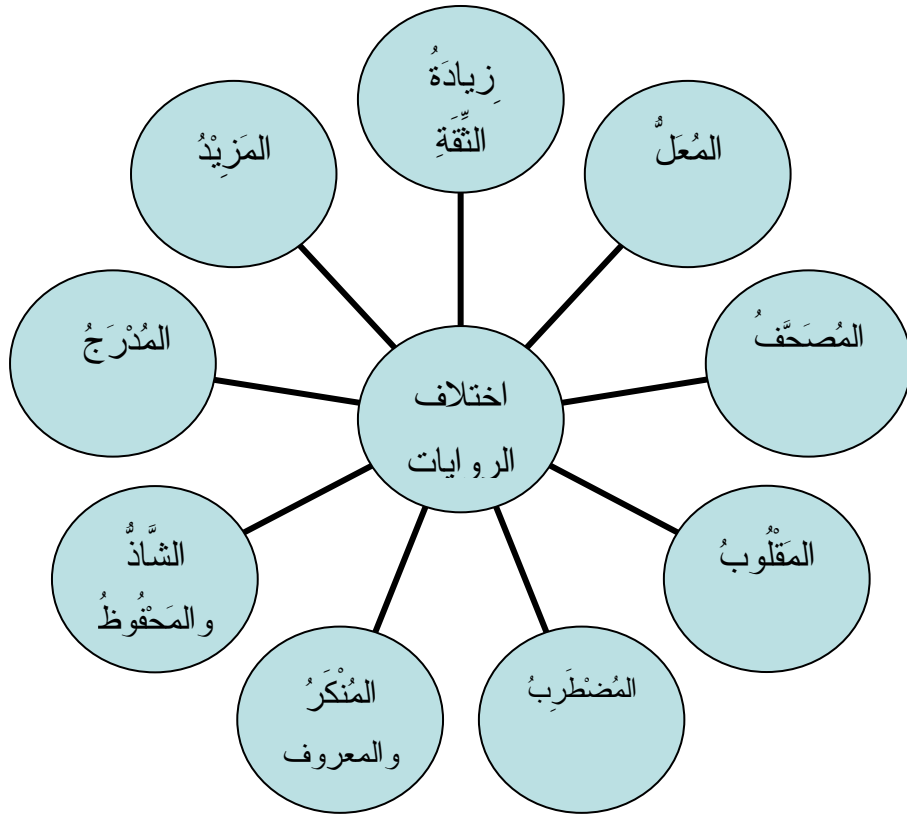 زِيادَةُ
الثِّقَةِ
المُعَلُّ
المَزِيْدُ
المُصَحَّفُ
المُدْرَجُ
اختلاف
الروايات
المَقْلُوبُ
الشَّاذُّ
والمَحْفُوظُ
المُضْطَرِبُ
المُنْكَرُ
والمعروف